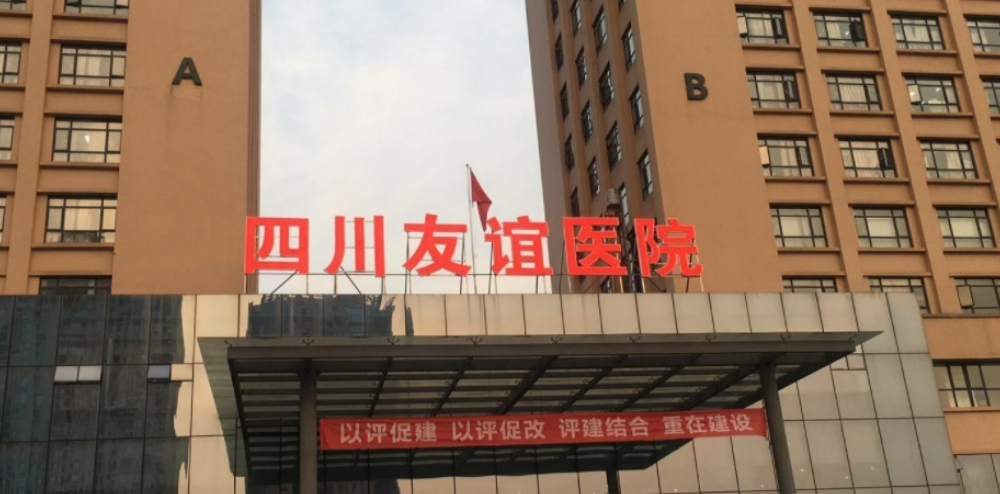 A
B
四川友谊医院
以评促建 以评促改 评建结合 重在建设